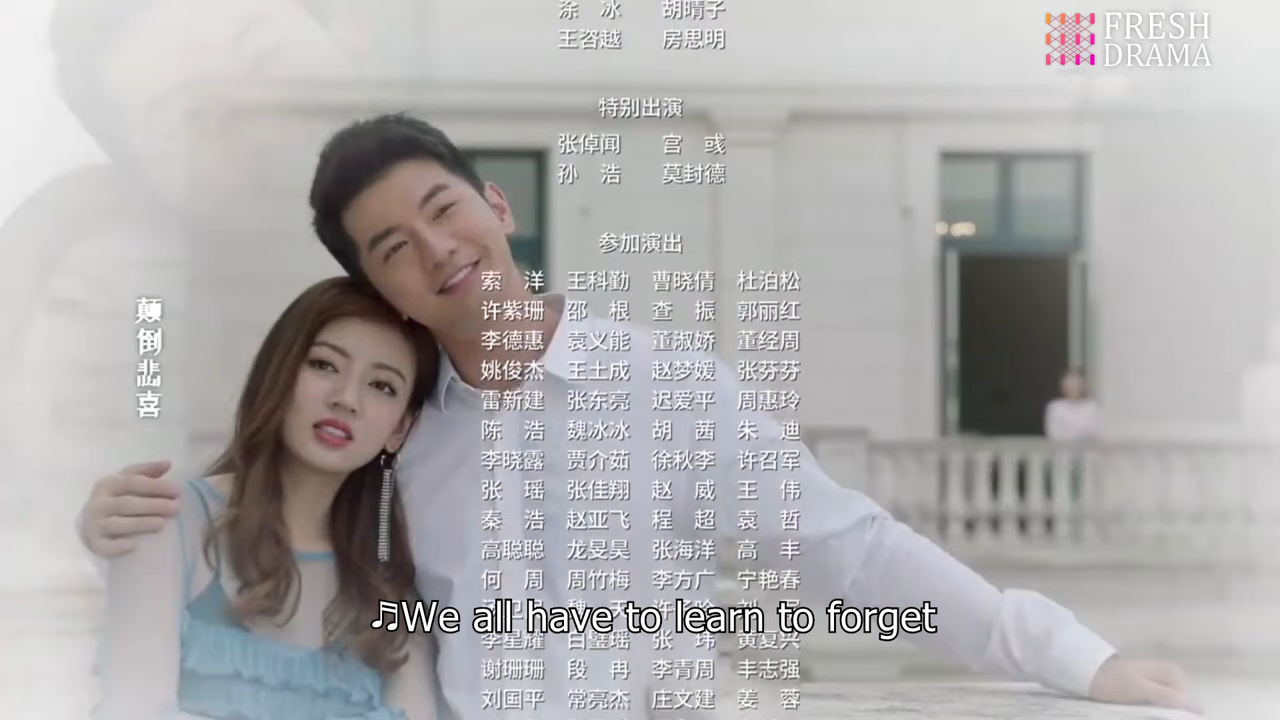 涂 冰 胡晴子
王咨越 房思明
FRESH
DRAMA
特别出演
张倬闻 宫 彧
孙 浩 莫封德
参加演出
索 洋 王科勤 曹晓倩 杜泊松
许紫珊 邵 根 查 振 郭丽红
李德惠 袁义能 董淑娇 董经周
姚俊杰 王土成 赵梦媛 张芬芬
雷新建 张东亮 迟爱平 周惠玲
陈 浩 魏冰冰 胡 茜 朱 迪
李晓露 贾介茹 徐秋李 许召军
张 瑶 张佳翔 赵 威 王 伟
秦 浩 赵亚飞 程 超 袁 哲
高聪聪 龙旻昊 张海洋 高 丰
何 周 周竹梅 李方广 宁艳春
李星耀 白璧瑶 张 玮 黄复兴
谢珊珊 段 冉 李青周 丰志强
刘国平 常亮杰 庄文建 姜 蓉
颠倒悲喜
♫We all have to learn to forget